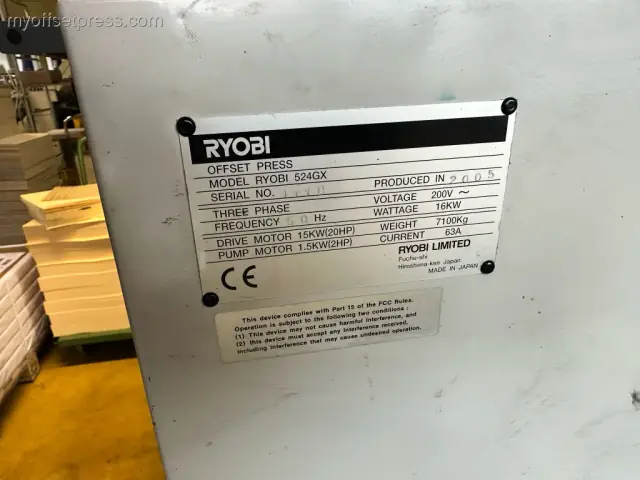 myoffsetpress.com
RYOBI
OFFSET PRESS
MODEL RYOBI 524GX
SERIAL NO.
PRODUCED IN 2005
THREE PHASE
VOLTAGE 200V ~
FREQUENCY 50 Hz
WATTAGE 16KW
DRIVE MOTOR 15KW(20HP)
WEIGHT 7100Kg
PUMP MOTOR 1.5KW(2HP)
CURRENT 63A
RYOBI LIMITED
Fuchu-shi
Hiroshima-ken Japan
MADE IN JAPAN
CE
This device complies with Part 15 of the FCC Rules.
Operation is subject to the following two conditions :
(1) This device may not cause harmful interference, and
(2) this device must accept any interference received,
including interference that may cause undesired operation.